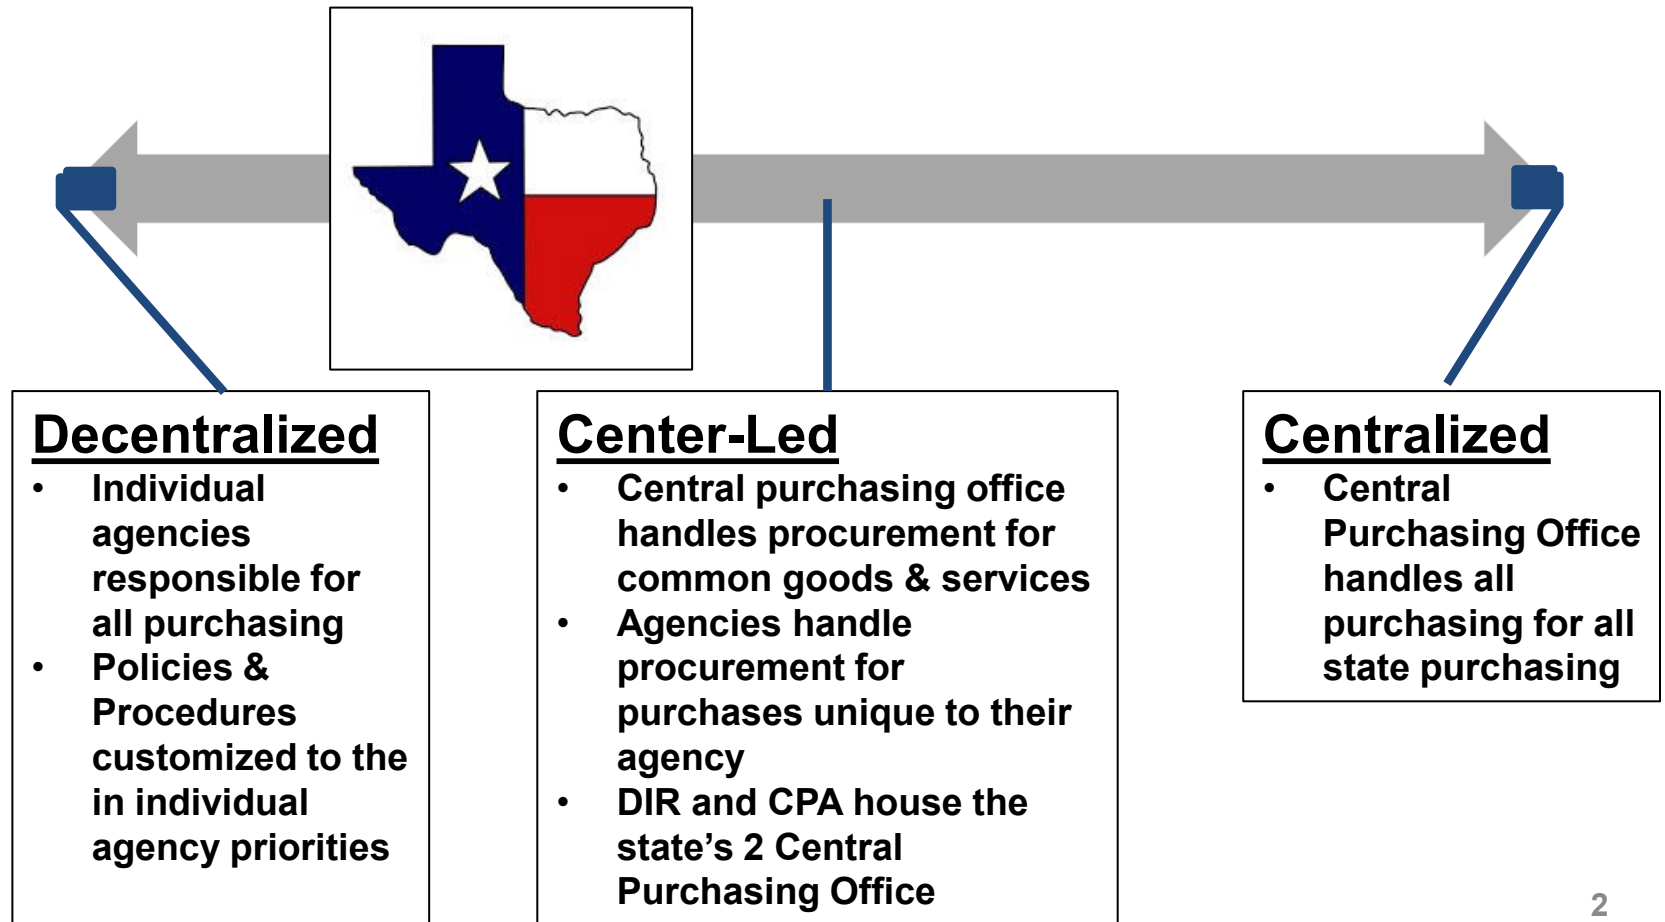 Decentralized
• Individual
agencies
responsible for
all purchasing
• Policies &
Procedures
customized to the
in individual
agency priorities
Center-Led
• Central purchasing office
handles procurement for
common goods & services
• Agencies handle
procurement for
purchases unique to their
agency
• DIR and CPA house the
state’s 2 Central
Purchasing Office
Centralized
• Central
Purchasing Office
handles all
purchasing for all
state purchasing
2